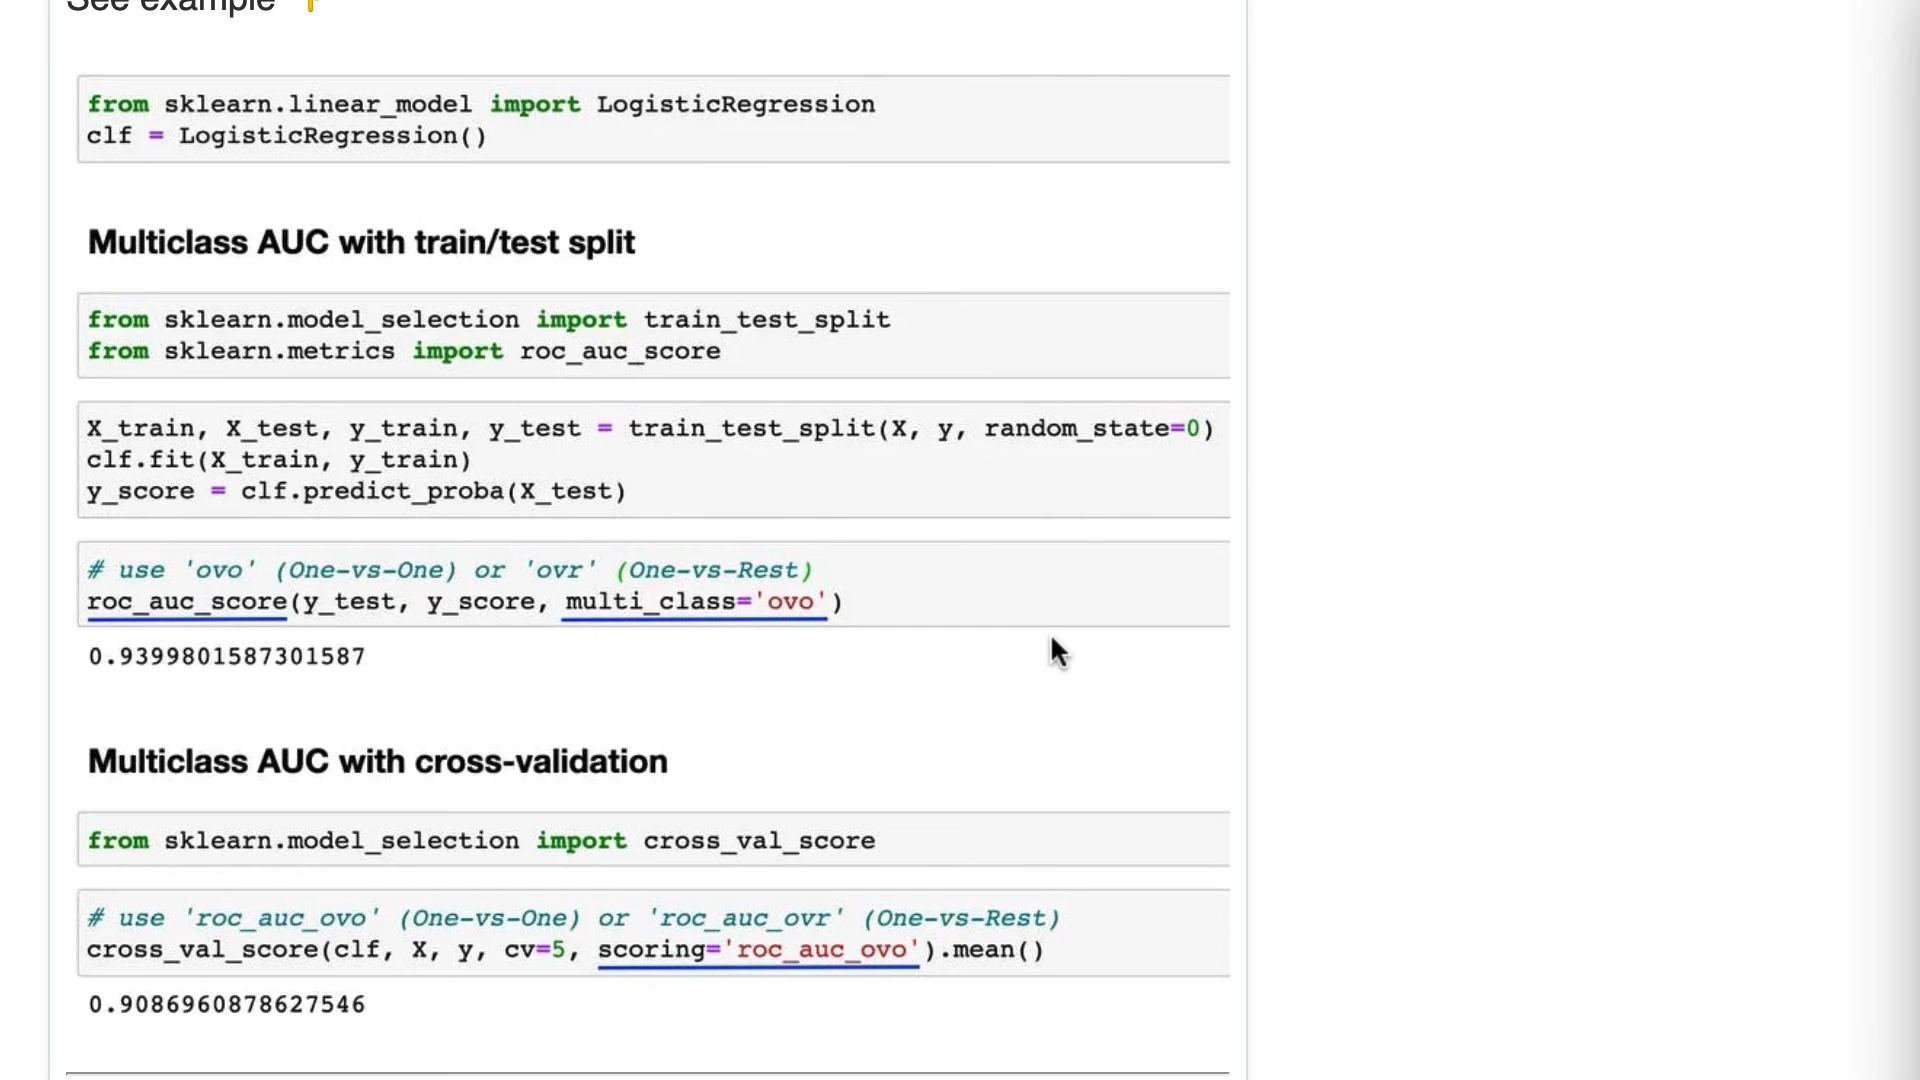 See example
from sklearn.linear_model import LogisticRegression
clf = LogisticRegression()
Multiclass AUC with train/test split
from sklearn.model_selection import train_test_split
from sklearn.metrics import roc_auc_score
X_train, X_test, y_train, y_test = train_test_split(X, y, random_state=0)
clf.fit(X_train, y_train)
y_score = clf.predict_proba(X_test)
# use 'ovo' (One-vs-One) or 'ovr' (One-vs-Rest)
roc_auc_score(y_test, y_score, multi_class='ovo')
0.9399801587301587
Multiclass AUC with cross-validation
from sklearn.model_selection import cross_val_score
# use 'roc_auc_ovo' (One-vs-One) or 'roc_auc_ovr' (One-vs-Rest)
cross_val_score(clf, X, y, cv=5, scoring='roc_auc_ovo').mean()
0.9086960878627546